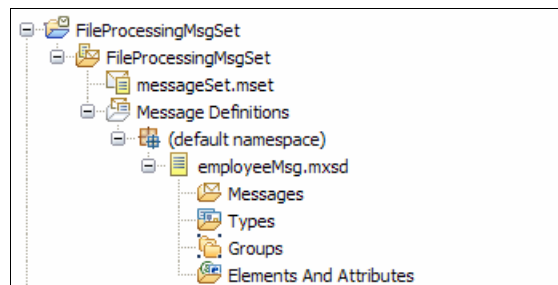 FileProcessingMsgSet
FileProcessingMsgSet
messageSet.mset
Message Definitions
(default namespace)
employeeMsg.mxsd
Messages
Types
Groups
Elements And Attributes